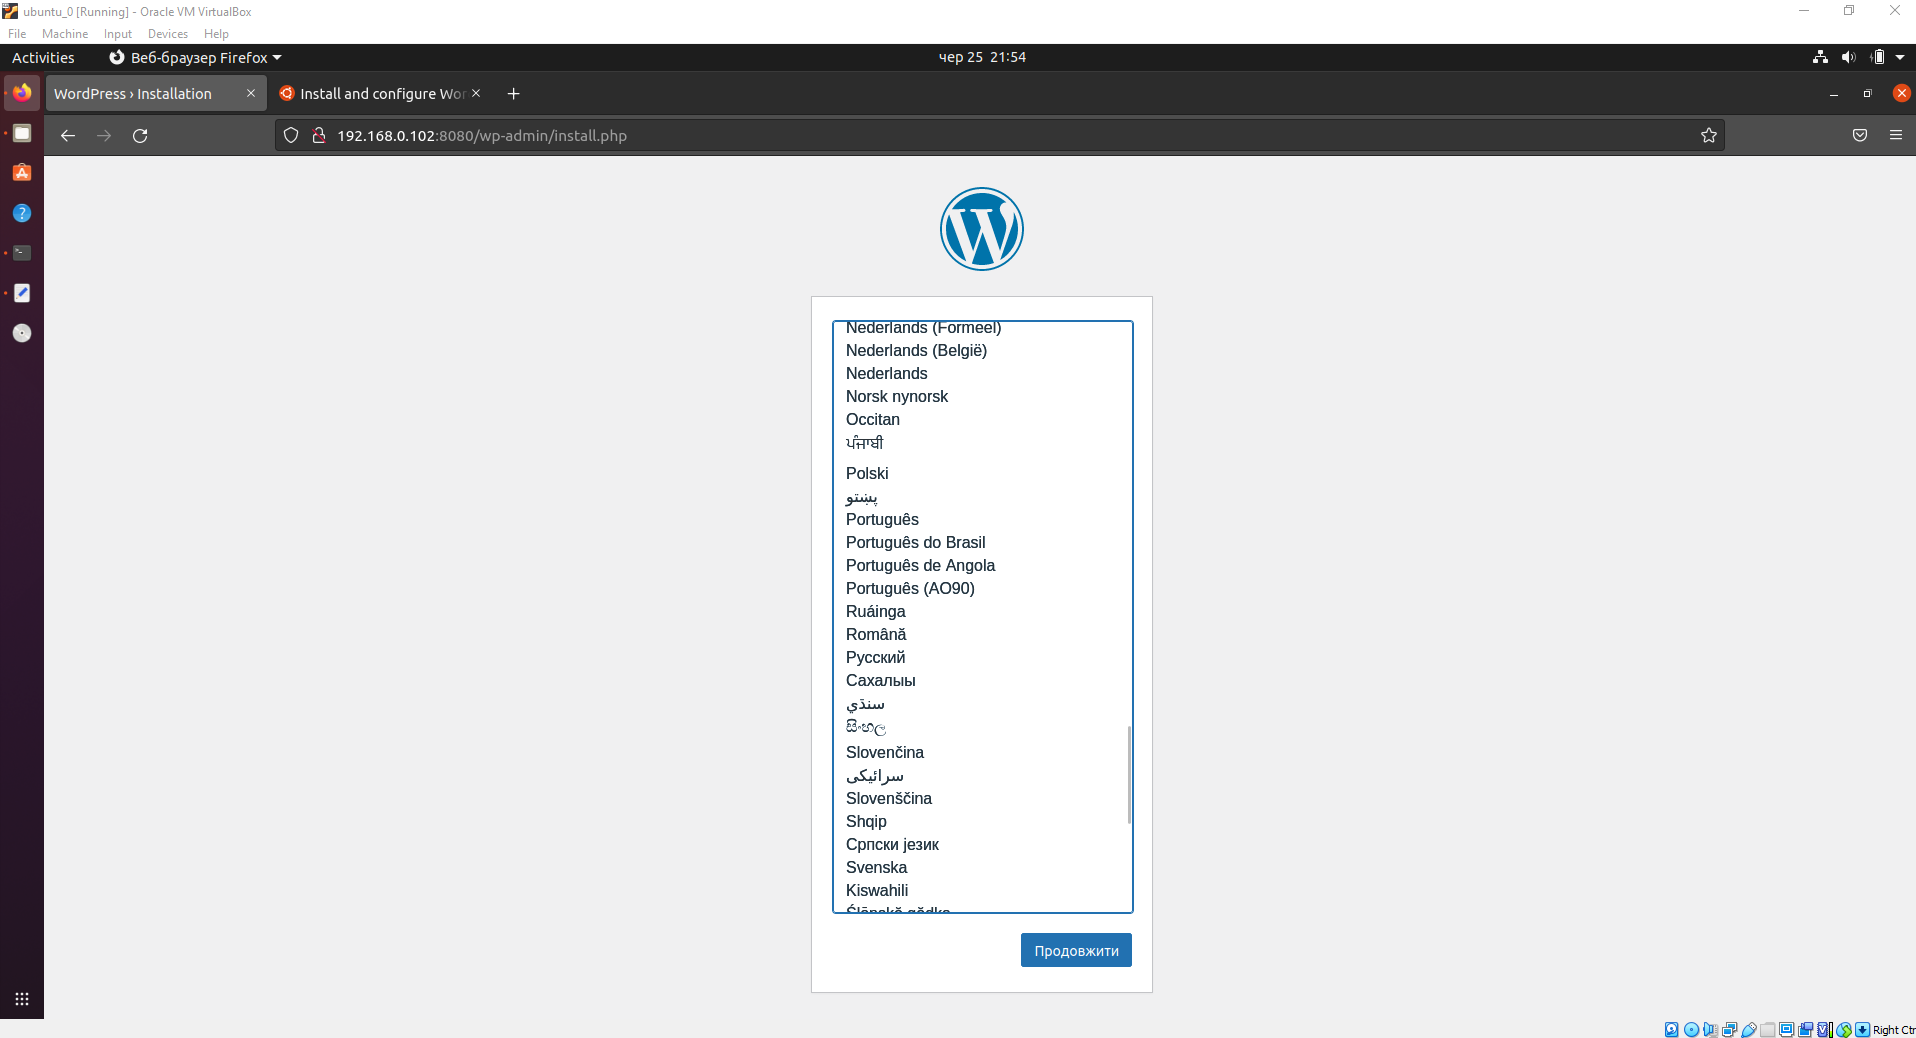 ubuntu_0 [Running] - Oracle VM VirtualBox
File Machine Input Devices Help
Activities Веб-браузер Firefox чер 25 21:54
WordPress › Installation Install and configure Wor
192.168.0.102:8080/wp-admin/install.php
Nederlands (Formeel)
Nederlands (België)
Nederlands
Norsk nynorsk
Occitan
ਪੰਜਾਬੀ
Polski
پښتو
Português
Português do Brasil
Português de Angola
Português (AO90)
Ruáinga
Română
Русский
Сахалыы
سنڌي
සිංහල
Slovenčina
سرائیکی
Slovenščina
Shqip
Српски језик
Svenska
Kiswahili
Продовжити
Right Ctr